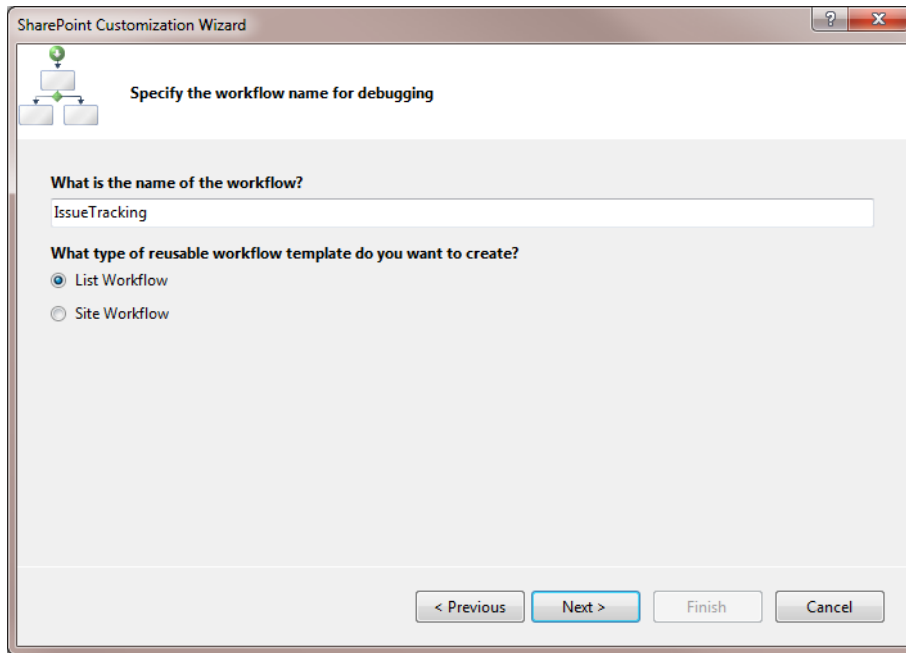 SharePoint Customization Wizard
?
X
Specify the workflow name for debugging
What is the name of the workflow?
IssueTracking
What type of reusable workflow template do you want to create?
List Workflow
Site Workflow
< Previous
Next >
Finish
Cancel